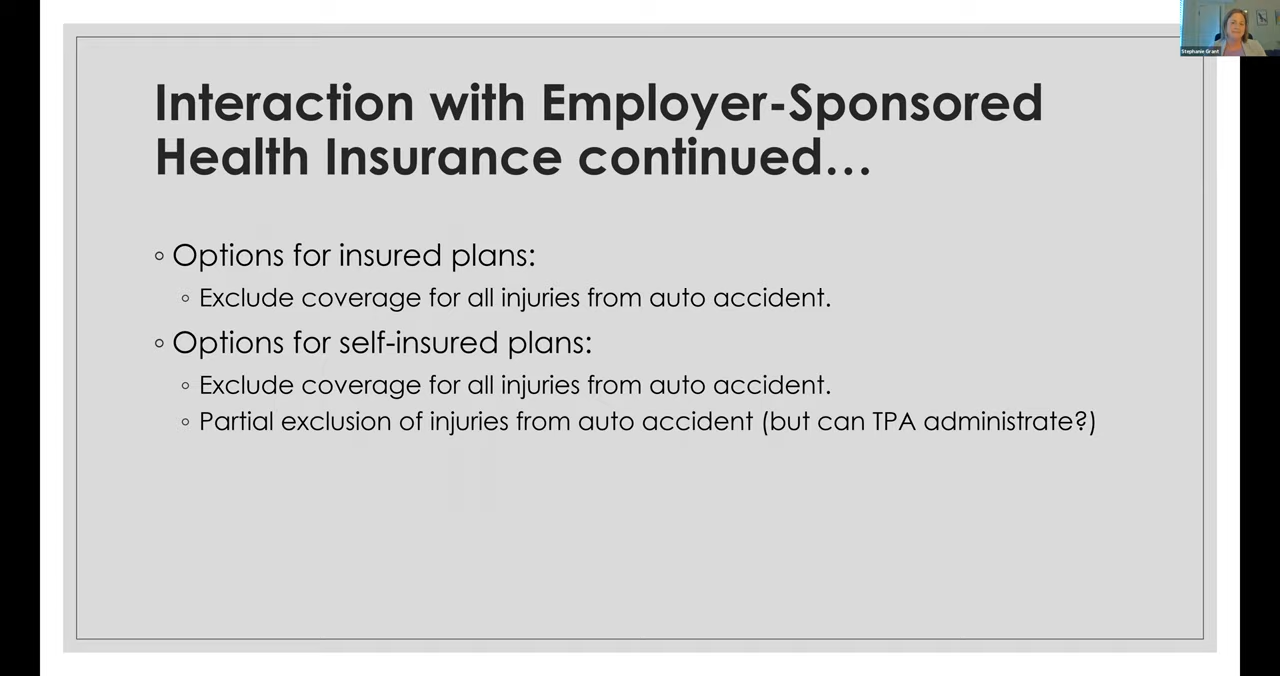 Stephanie Grant
Interaction with Employer-Sponsored
Health Insurance continued…
◦ Options for insured plans:
◦ Exclude coverage for all injuries from auto accident.
◦ Options for self-insured plans:
◦ Exclude coverage for all injuries from auto accident.
◦ Partial exclusion of injuries from auto accident (but can TPA administrate?)